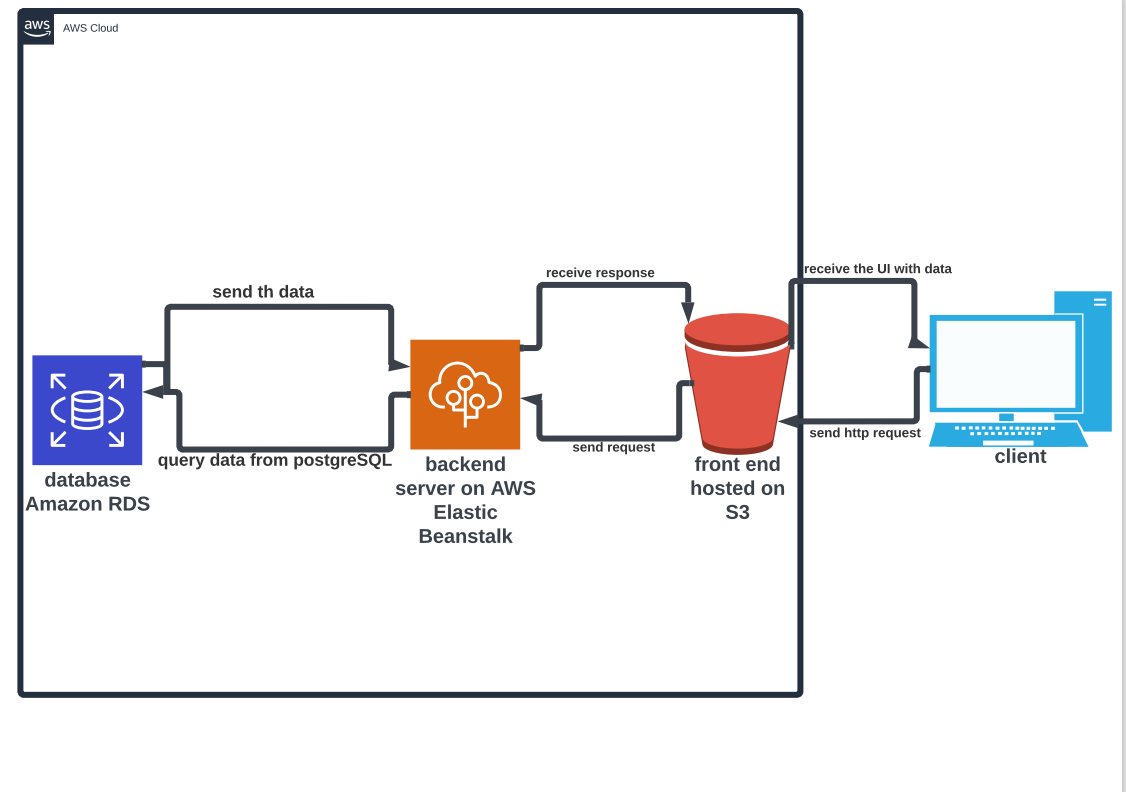 aws
AWS Cloud
receive the UI with data
receive response
send th data
send http request
send request
query data from postgreSQL
database
Amazon RDS
backend
server on AWS
Elastic
Beanstalk
front end
hosted on
S3
client